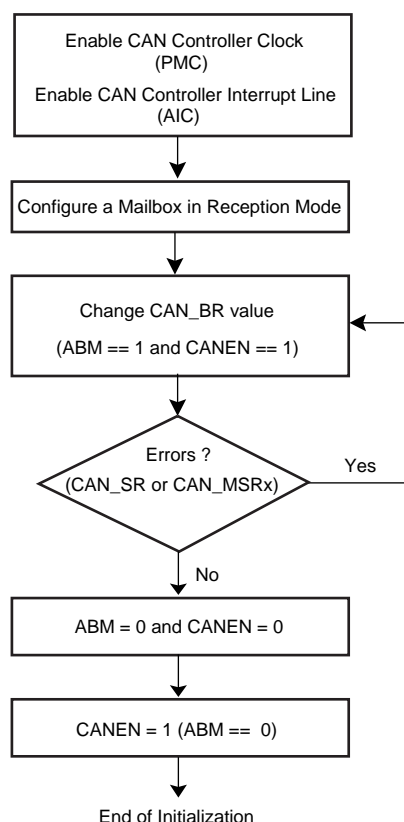 Enable CAN Controller Clock
(PMC)
Enable CAN Controller Interrupt Line
(AIC)
Configure a Mailbox in Reception Mode
Change CAN_BR value
(ABM == 1 and CANEN == 1)
Errors ?
(CAN_SR or CAN_MSRx)
Yes
No
ABM = 0 and CANEN = 0
CANEN = 1 (ABM == 0)
End of Initialization